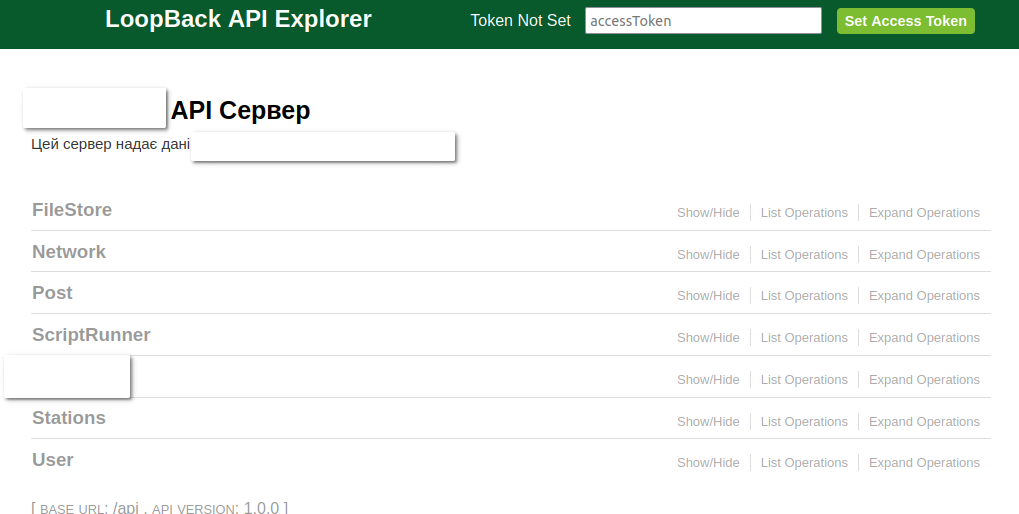 LoopBack API Explorer Token Not Set accessToken Set Access Token
API Сервер
Цей сервер надає дані
FileStore Show/Hide List Operations Expand Operations
Network Show/Hide List Operations Expand Operations
Post Show/Hide List Operations Expand Operations
ScriptRunner Show/Hide List Operations Expand Operations
Show/Hide List Operations Expand Operations
Stations Show/Hide List Operations Expand Operations
User Show/Hide List Operations Expand Operations
[ BASE URL: /api , API VERSION: 1.0.0 ]